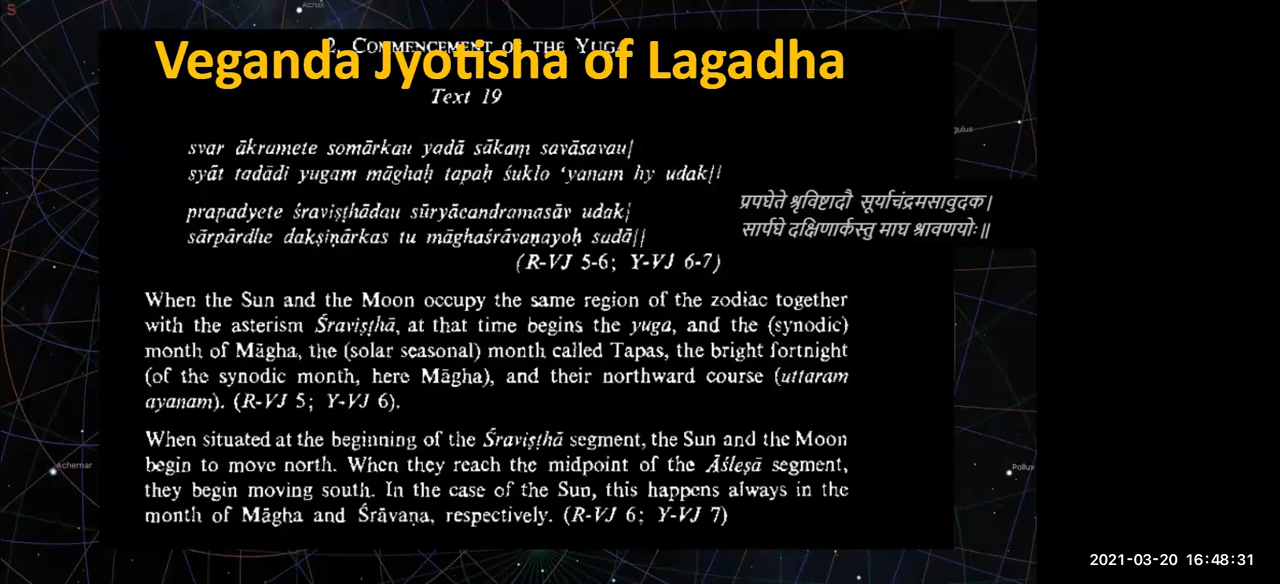 S
Acrux
2. COMMENCEMENT OF THE YUGA
Veganda Jyotisha of Lagadha
Text 19
svar ākramete somārkau yadā sākaṃ savāsavau|
syāt tadādi yugam māghaḥ tapaḥ śuklo 'yanam hy udak||
prapadyete śraviṣṭhādau sūryācandramasāv udak|
sārpārdhe dakṣiṇārkas tu māghaśrāvaṇayoḥ sadā||
(R-VJ 5-6; Y-VJ 6-7)
प्रपघेते श्रृविष्टादौ सूर्याचंद्रमसावुदक।
सार्पघे दक्षिणार्कस्तु माघ श्रावणयोः॥
When the Sun and the Moon occupy the same region of the zodiac together
with the asterism Śraviṣṭhā, at that time begins the yuga, and the (synodic)
month of Māgha, the (solar seasonal) month called Tapas, the bright fortnight
(of the synodic month, here Māgha), and their northward course (uttaram
ayanam). (R-VJ 5; Y-VJ 6).
When situated at the beginning of the Śraviṣṭhā segment, the Sun and the Moon
begin to move north. When they reach the midpoint of the Āśleṣā segment,
they begin moving south. In the case of the Sun, this happens always in the
month of Māgha and Śrāvaṇa, respectively. (R-VJ 6; Y-VJ 7)
gulus
Achernar
Pollux
2021-03-20 16:48:31